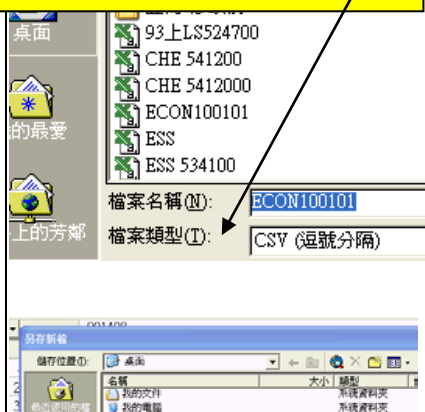 桌面
93上LS524700
CHE 541200
CHE 5412000
ECON100101
ESS
ESS 534100
的最愛
上的芳鄰
檔案名稱(N): ECON100101
檔案類型(T): CSV (逗號分隔)
另存新檔
儲存位置(I): 桌面
名稱 大小 類型
我的文件 系統資料夾
我的電腦 系統資料夾
2
3